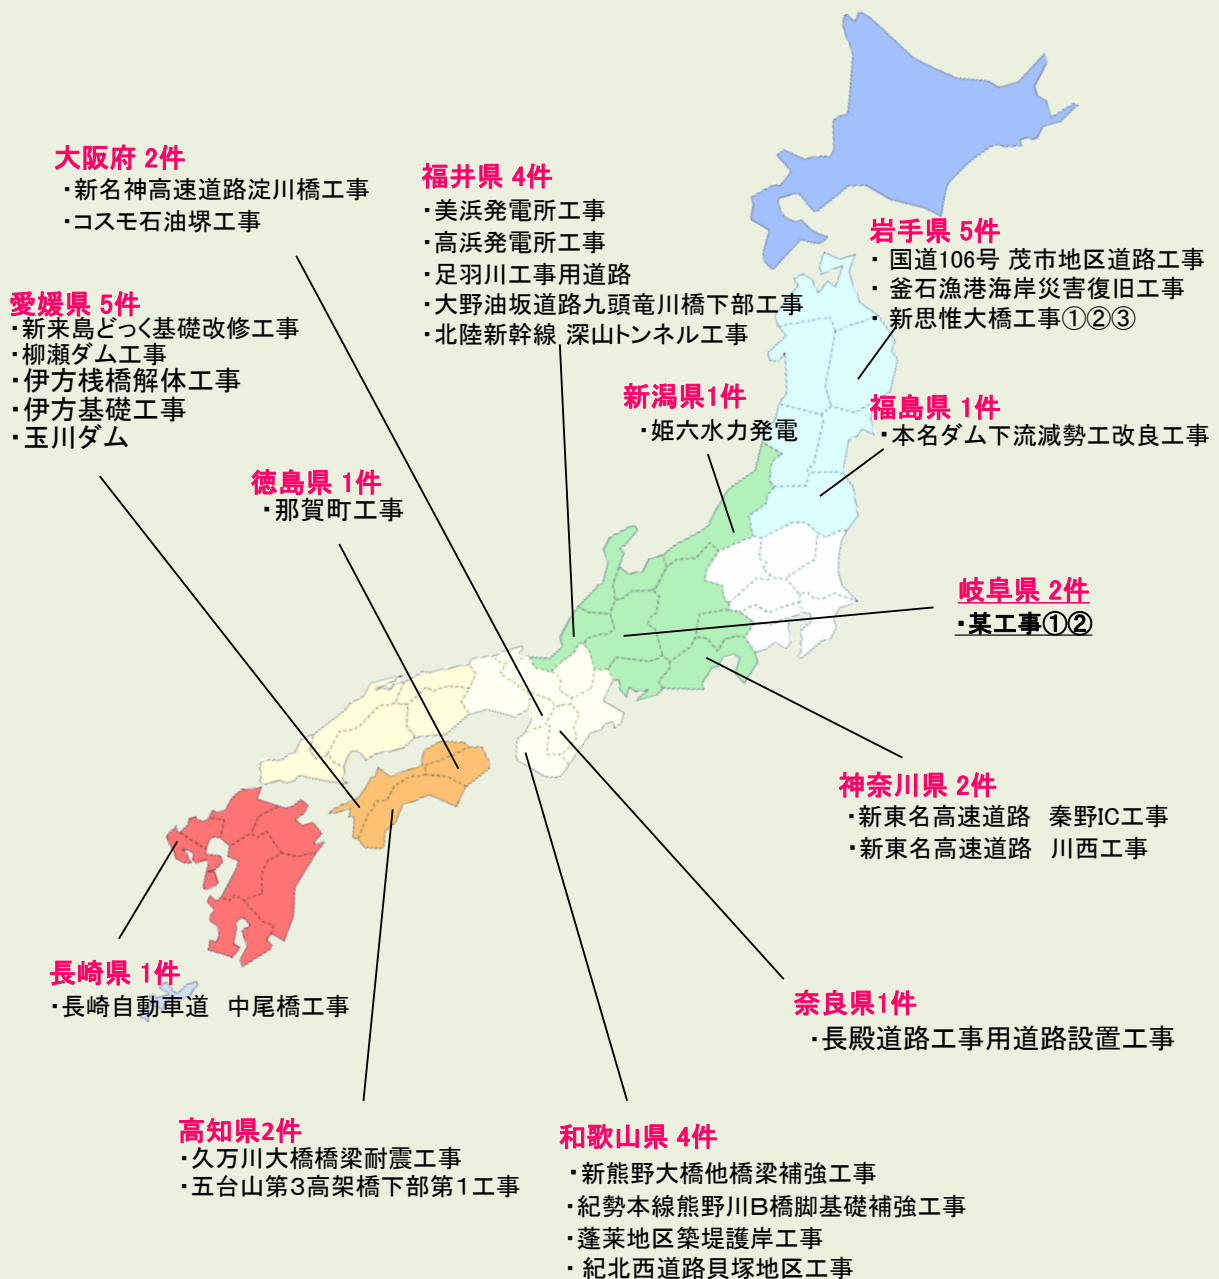 大阪府 2件
・新名神高速道路淀川橋工事
・コスモ石油堺工事
福井県 4件
・美浜発電所工事
・高浜発電所工事
・足羽川工事用道路
・大野油坂道路九頭竜川橋下部工事
・北陸新幹線 深山トンネル工事
岩手県 5件
・ 国道106号 茂市地区道路工事
・ 釜石漁港海岸災害復旧工事
・ 新思惟大橋工事①②③
愛媛県 5件
・新来島どっく基礎改修工事
・柳瀬ダム工事
・伊方桟橋解体工事
・伊方基礎工事
・玉川ダム
新潟県1件
・姫六水力発電
福島県 1件
・本名ダム下流減勢工改良工事
徳島県 1件
・那賀町工事
岐阜県 2件
・某工事①②
神奈川県 2件
・新東名高速道路 秦野IC工事
・新東名高速道路 川西工事
長崎県 1件
・長崎自動車道 中尾橋工事
奈良県1件
・長殿道路工事用道路設置工事
高知県2件
・久万川大橋橋梁耐震工事
・五台山第3高架橋下部第1工事
和歌山県 4件
・新熊野大橋他橋梁補強工事
・紀勢本線熊野川B橋脚基礎補強工事
・蓬莱地区築堤護岸工事
・紀北西道路貝塚地区工事